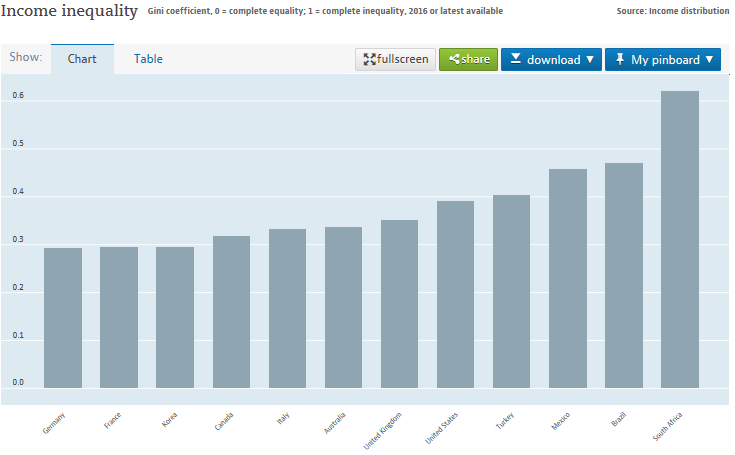 Income inequality Gini coefficient, 0 = complete equality; 1 = complete inequality, 2016 or latest available Source: Income distribution
Show: Chart Table fullscreen share download ▼ My pinboard ▼
0.6
0.5
0.4
0.3
0.2
0.1
0.0
Germany France Korea Canada Italy Australia United Kingdom United States Turkey Mexico Brazil South Africa